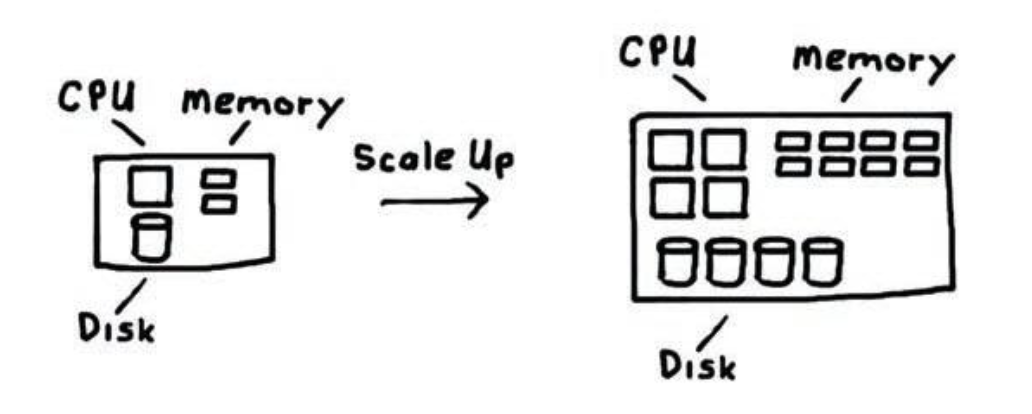 CPU memory
Disk
Scale Up
CPU memory
Disk